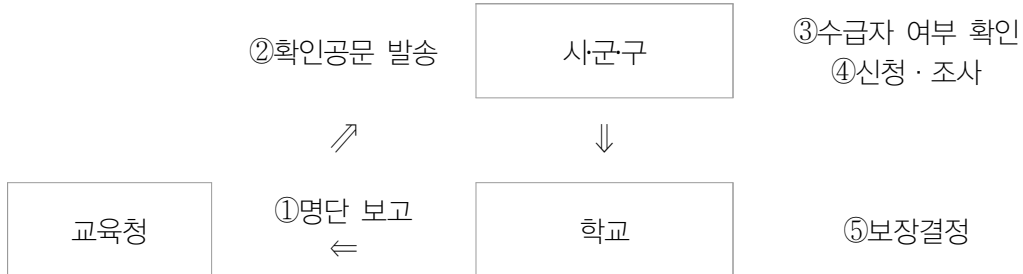 ②확인공문 발송
시·군·구
③수급자 여부 확인
④신청 · 조사
⇗
⇓
교육청
①명단 보고
⇐
학교
⑤보장결정